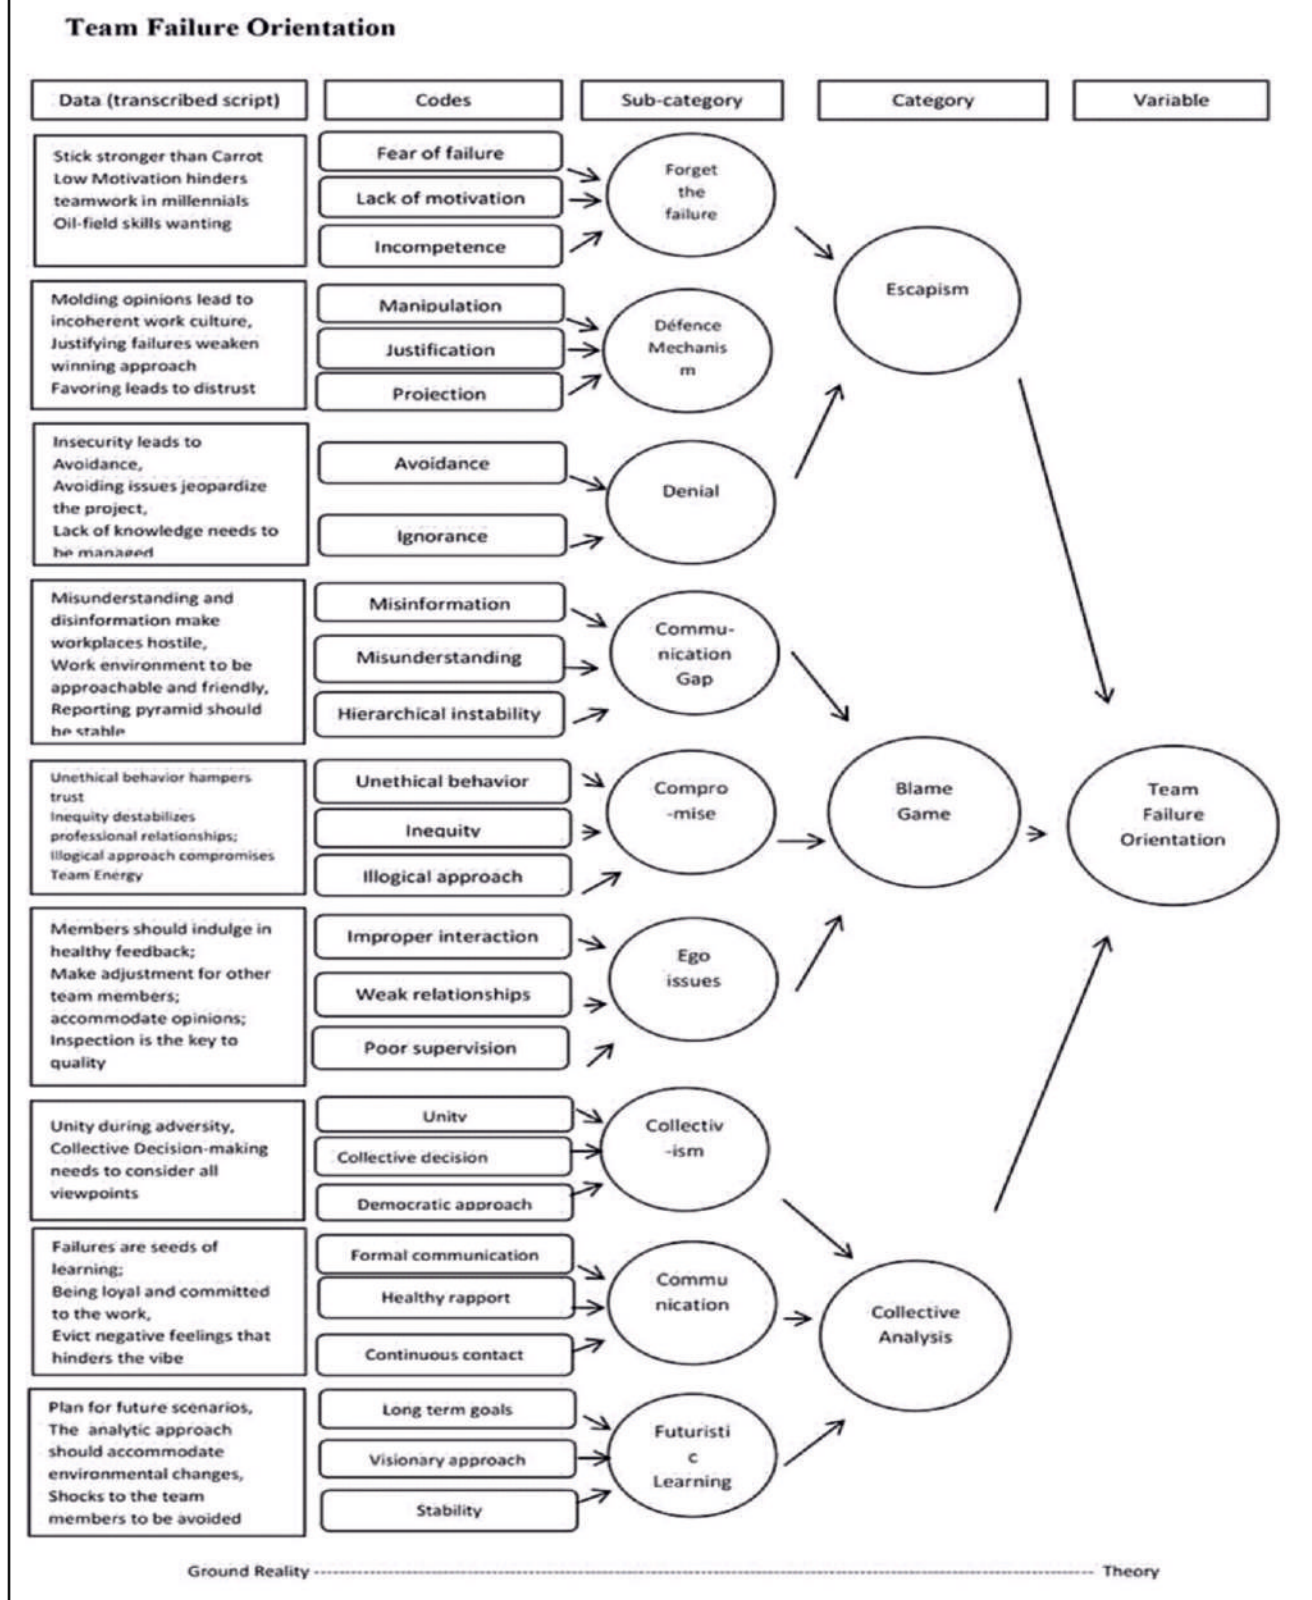 Team Failure Orientation
Data (transcribed script)
Codes
Sub-category
Category
Variable
Stick stronger than Carrot
Low Motivation hinders
teamwork in millennials
Oil-field skills wanting
Fear of failure
Lack of motivation
Incompetence
Forget
the
failure
Escapism
Molding opinions lead to
incoherent work culture,
Justifying failures weaken
winning approach
Favoring leads to distrust
Manipulation
Justification
Projection
Défence
Mechanis
m
Insecurity leads to
Avoidance,
Avoiding issues jeopardize
the project,
Lack of knowledge needs to
be managed
Avoidance
Ignorance
Denial
Misunderstanding and
disinformation make
workplaces hostile,
Work environment to be
approachable and friendly,
Reporting pyramid should
be stable
Misinformation
Misunderstanding
Hierarchical instability
Commu-
nication
Gap
Unethical behavior hampers
trust
Inequity destabilizes
professional relationships;
Illogical approach compromises
Team Energy
Unethical behavior
Inequity
Illogical approach
Compro
-mise
Blame
Game
Team
Failure
Orientation
Members should indulge in
healthy feedback;
Make adjustment for other
team members;
accommodate opinions;
Inspection is the key to
quality
Improper interaction
Weak relationships
Poor supervision
Ego
issues
Unity during adversity,
Collective Decision-making
needs to consider all
viewpoints
Unity
Collective decision
Democratic approach
Collectiv
-ism
Failures are seeds of
learning;
Being loyal and committed
to the work,
Evict negative feelings that
hinders the vibe
Formal communication
Healthy rapport
Continuous contact
Commu
nication
Collective
Analysis
Plan for future scenarios,
The analytic approach
should accommodate
environmental changes,
Shocks to the team
members to be avoided
Long term goals
Visionary approach
Stability
Futuristi
c
Learning
Ground Reality ---------------------------------------------------------------- Theory